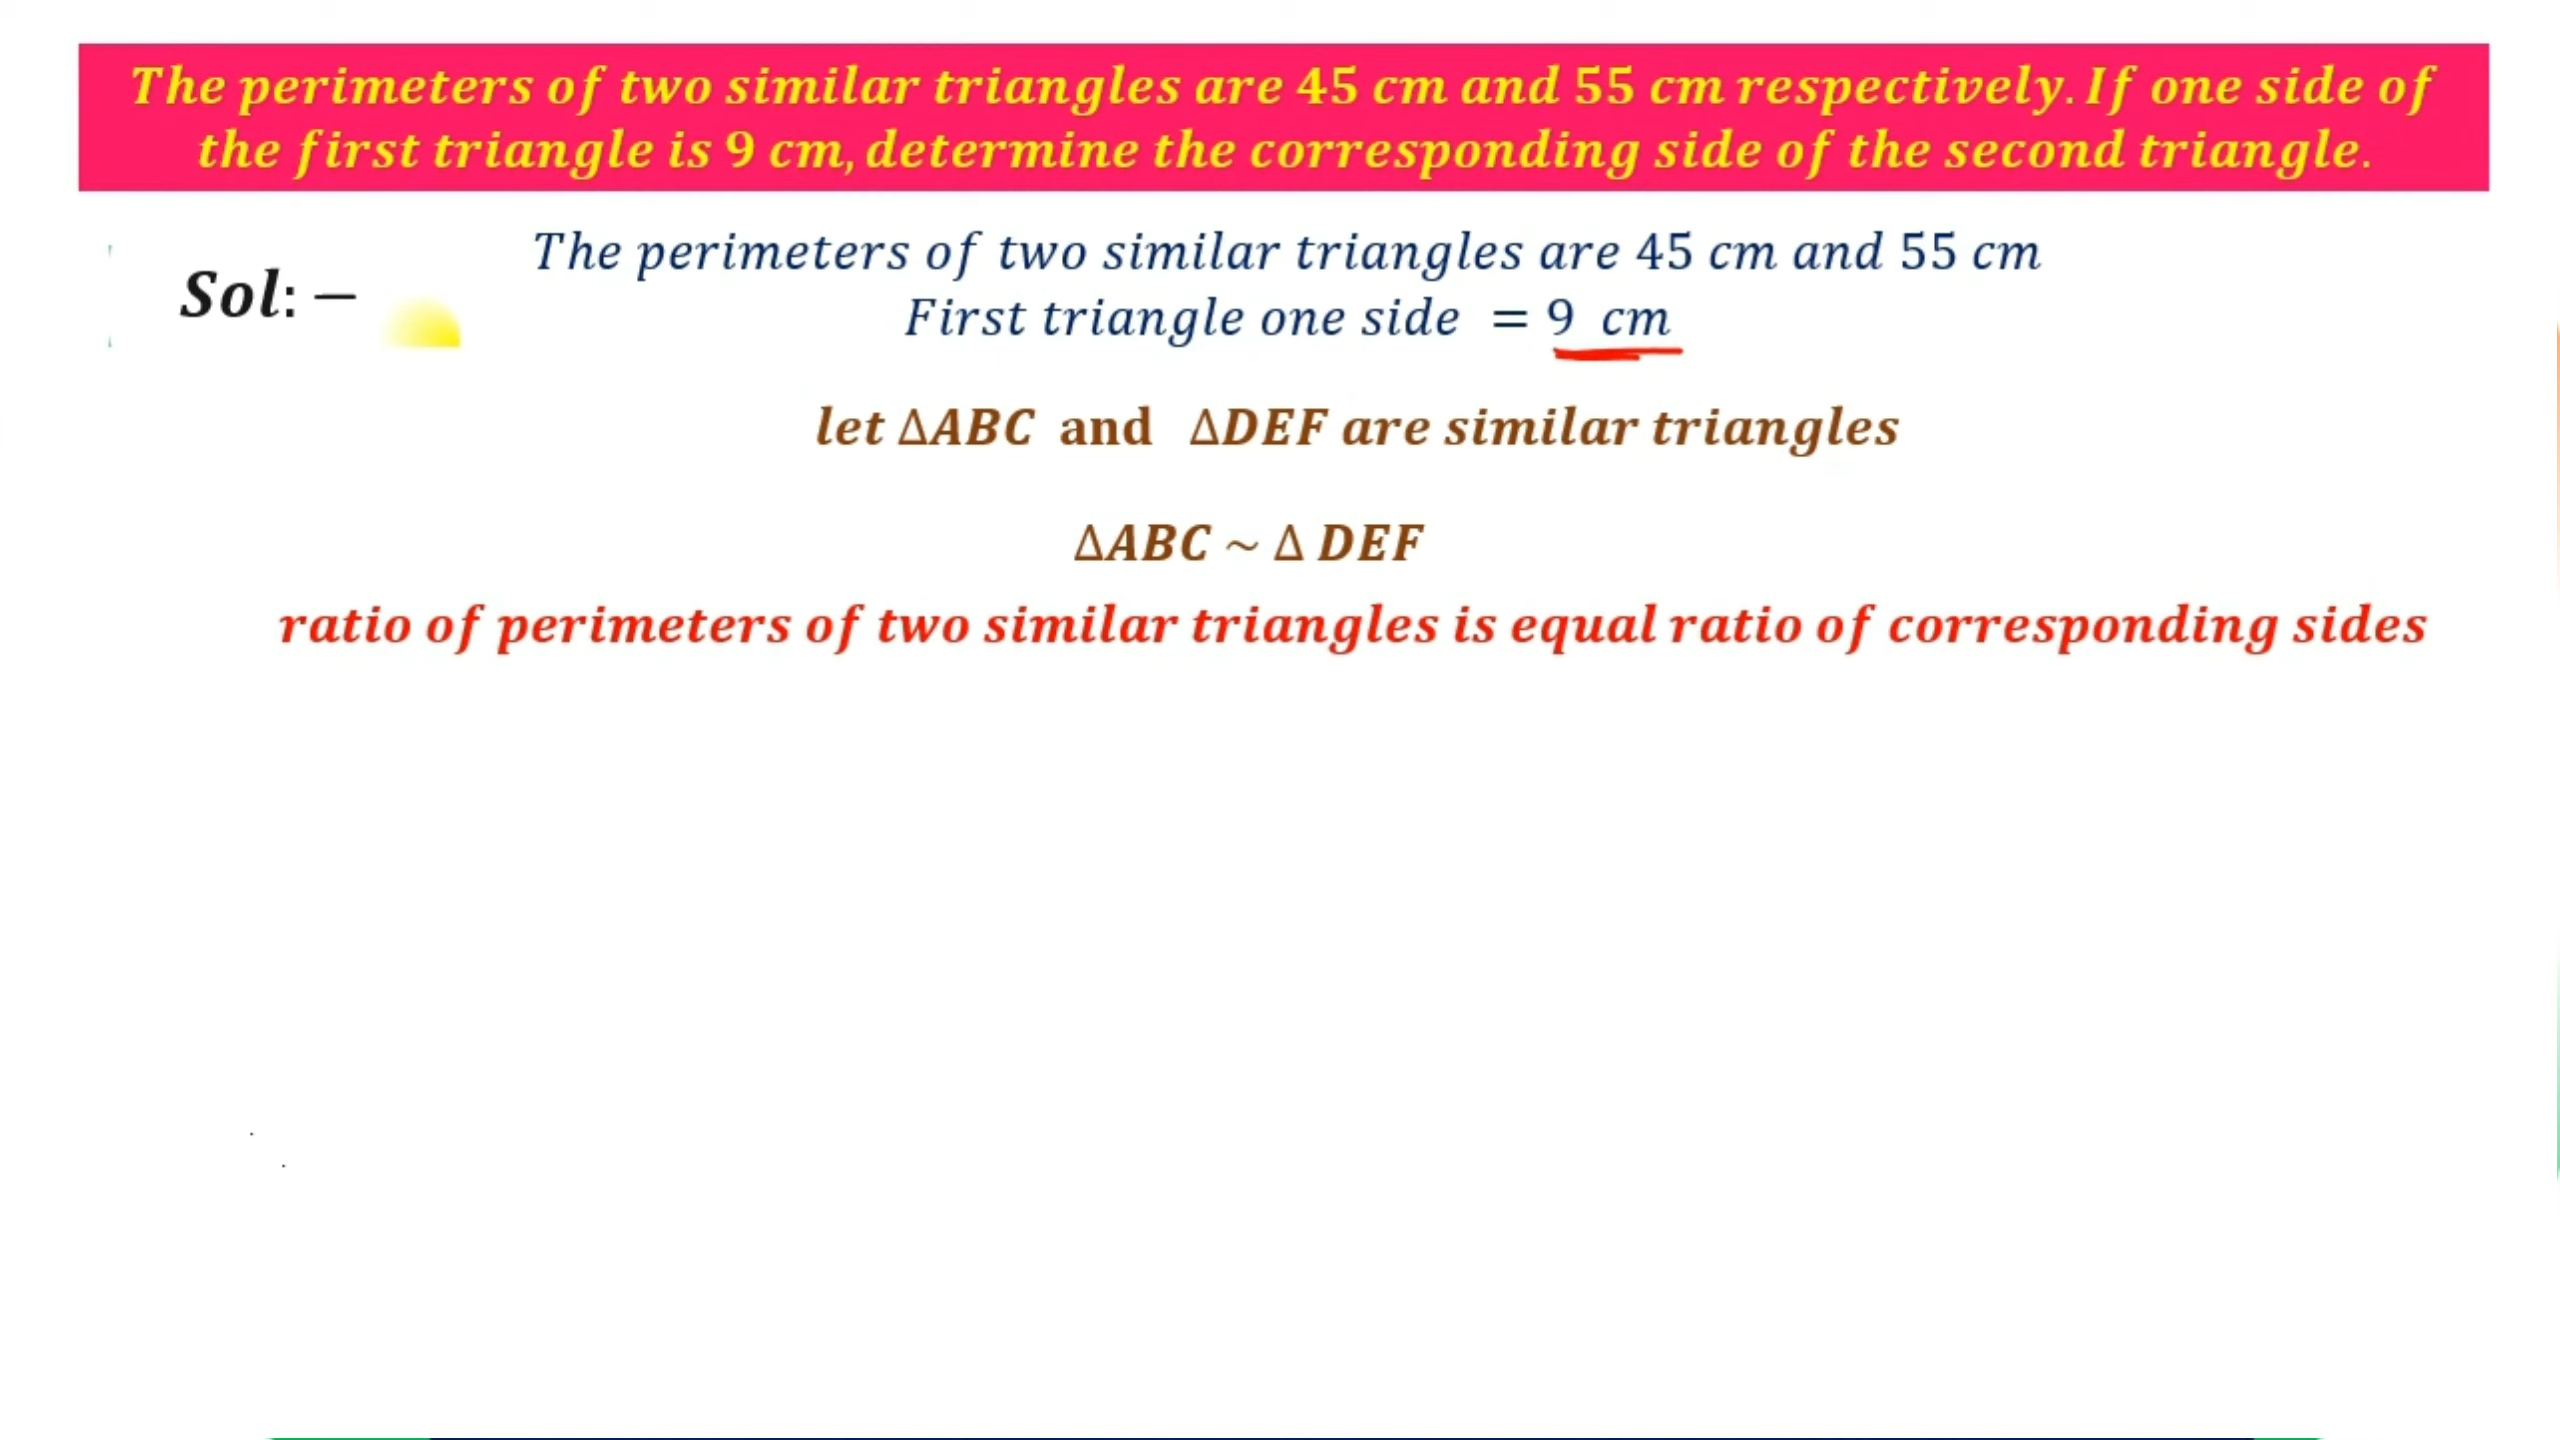 The perimeters of two similar triangles are 45 cm and 55 cm respectively. If one side of
the first triangle is 9 cm, determine the corresponding side of the second triangle.
Sol: −
The perimeters of two similar triangles are 45 cm and 55 cm
First triangle one side = 9 cm
let ΔABC and ΔDEF are similar triangles
ΔABC ~ Δ DEF
ratio of perimeters of two similar triangles is equal ratio of corresponding sides